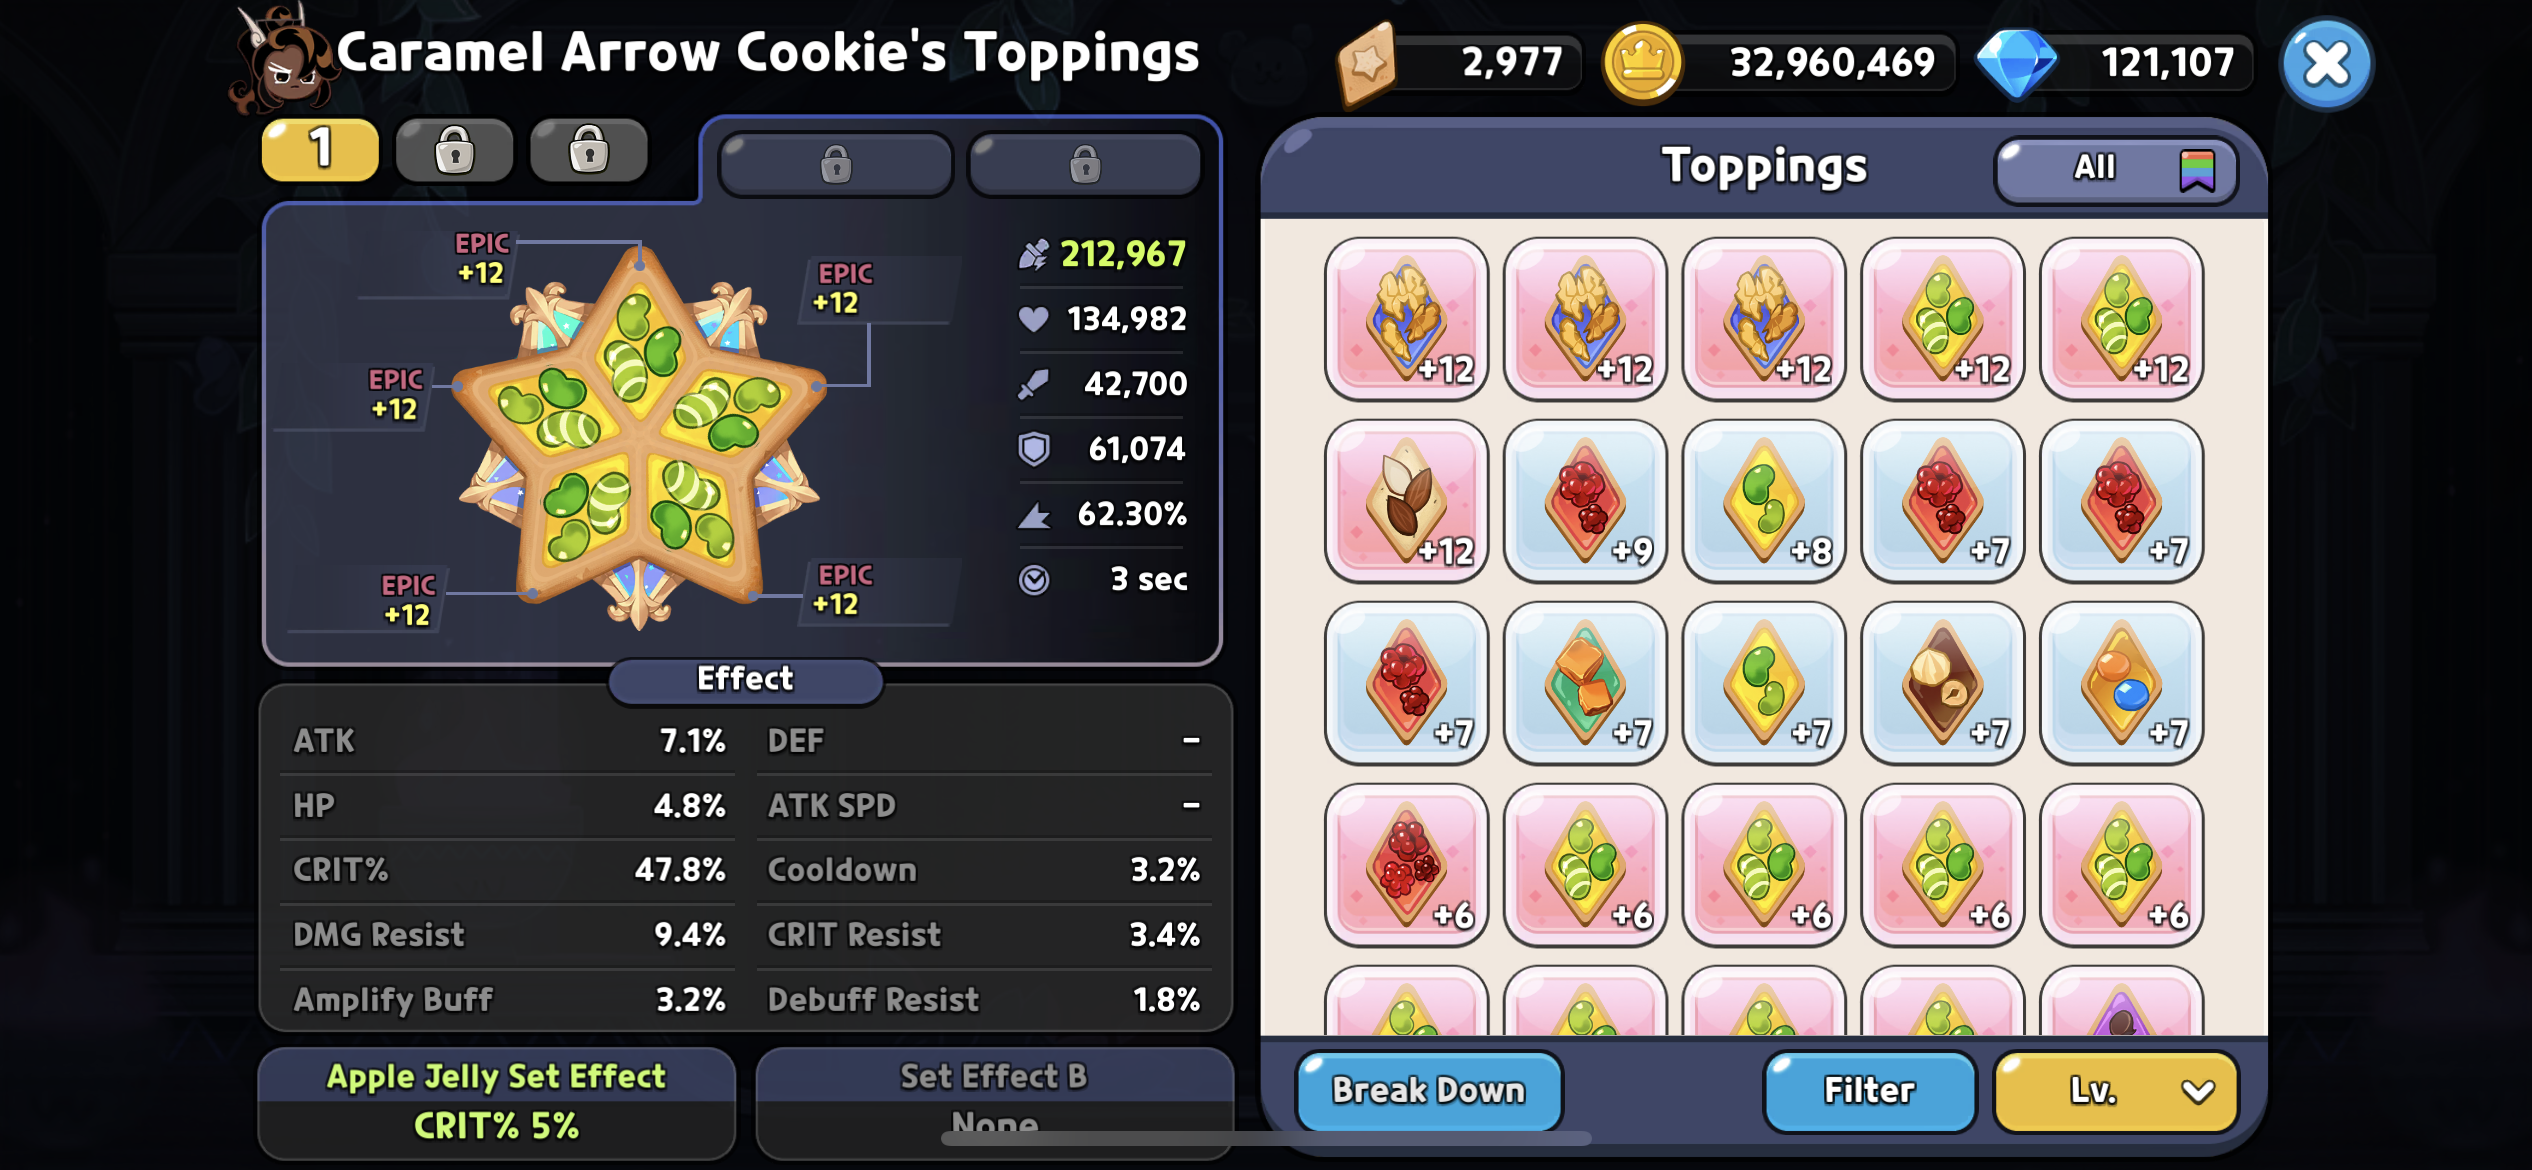 Caramel Arrow Cookie's Toppings
2,977
32,960,469
121,107
1
EPIC
+12
EPIC
+12
EPIC
+12
EPIC
+12
EPIC
+12
212,967
134,982
42,700
61,074
62.30%
3 sec
Effect
ATK 7.1% DEF –
HP 4.8% ATK SPD –
CRIT% 47.8% Cooldown 3.2%
DMG Resist 9.4% CRIT Resist 3.4%
Amplify Buff 3.2% Debuff Resist 1.8%
Apple Jelly Set Effect
CRIT% 5%
Set Effect B
None
Toppings
All
+12 +12 +12 +12 +12
+12 +9 +8 +7 +7
+7 +7 +7 +7 +7
+6 +6 +6 +6 +6
Break Down
Filter
Lv.